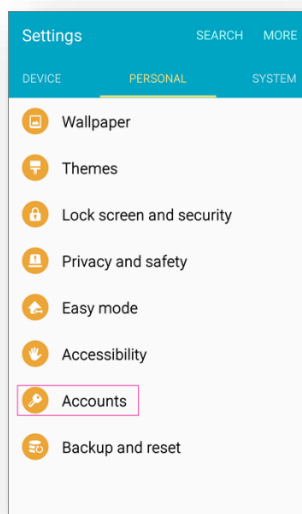 Settings SEARCH MORE
DEVICE PERSONAL SYSTEM
Wallpaper
Themes
Lock screen and security
Privacy and safety
Easy mode
Accessibility
Accounts
Backup and reset